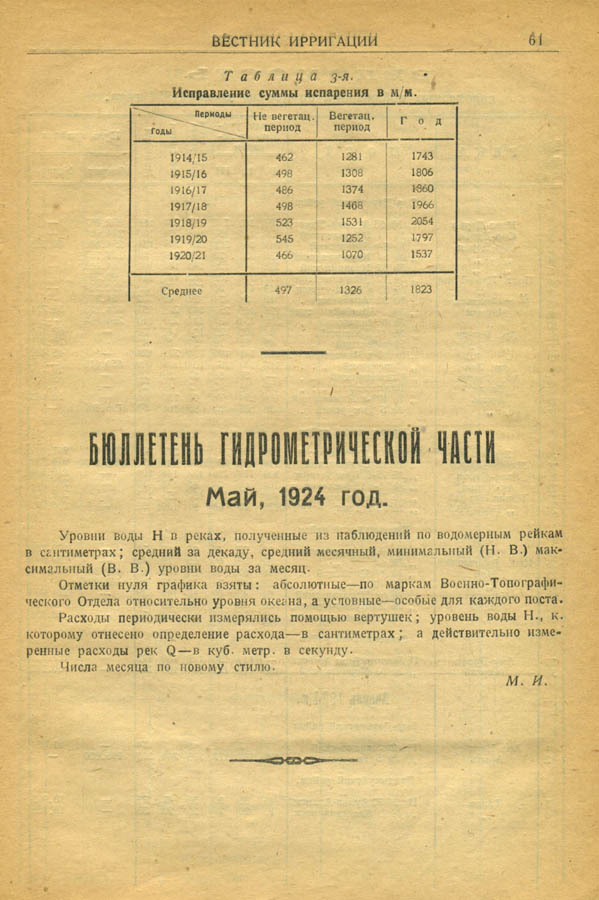 ВЕСТНИК ИРРИГАЦИИ 61
Таблица 3-я.
Исправление суммы испарения в м/м.
Периоды
Годы
Не вегетац. период
Вегетац. период
Год
1914/15 462 1281 1743
1915/16 498 1308 1806
1916/17 486 1374 1860
1917/18 498 1468 1966
1918/19 523 1531 2054
1919/20 545 1252 1797
1920/21 466 1070 1537
Среднее 497 1326 1823
БЮЛЛЕТЕНЬ ГИДРОМЕТРИЧЕСКОЙ ЧАСТИ
Май, 1924 год.
Уровни воды Н в реках, полученные из наблюдений по водомерным рейкам
в сантиметрах; средний за декаду, средний месячный, минимальный (Н. В.) мак-
симальный (В. В.) уровни воды за месяц.
Отметки нуля графика взяты: абсолютные—по маркам Военно-Топографи-
ческого Отдела относительно уровня океана, а условные—особые для каждого поста.
Расходы периодически измерялись помощью вертушек; уровень воды Н., к.
которому отнесено определение расхода—в сантиметрах; а действительно изме-
ренные расходы рек Q—в куб. метр. в секунду.
Числа месяца по новому стилю.
М. И.